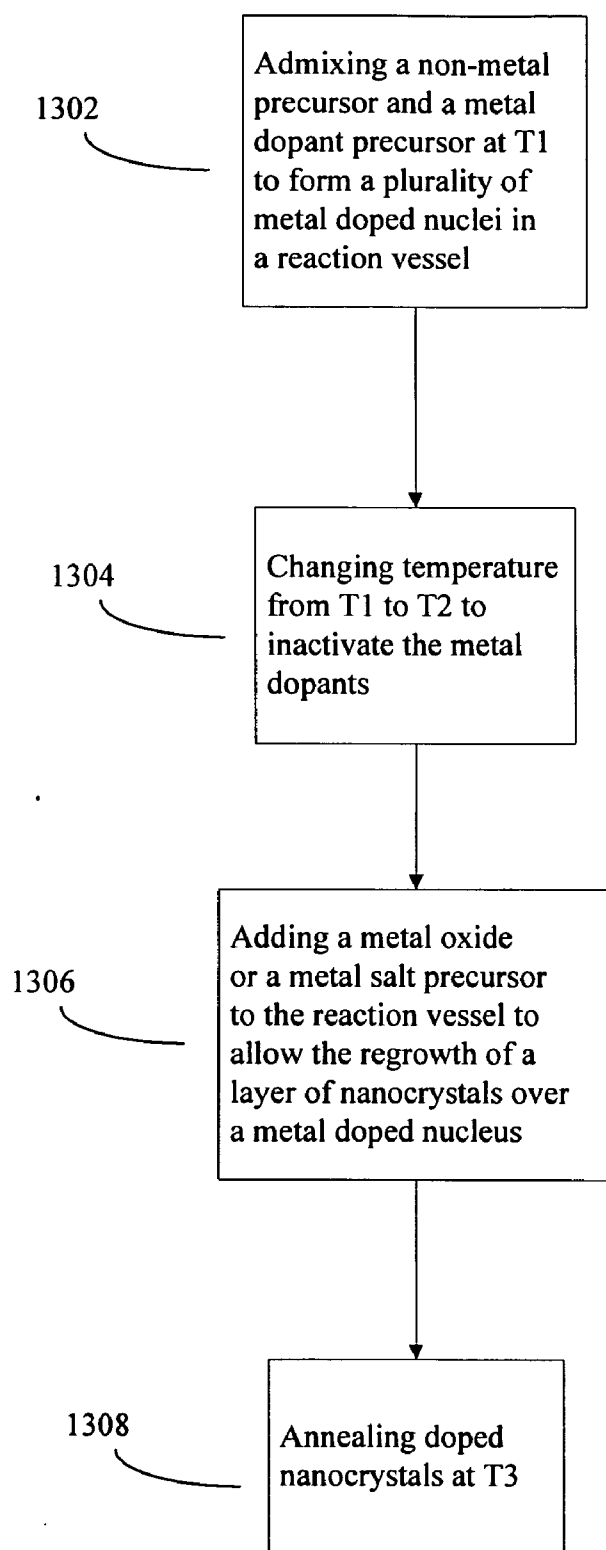 1302
Admixing a non-metal
precursor and a metal
dopant precursor at T1
to form a plurality of
metal doped nuclei in
a reaction vessel
1304
Changing temperature
from T1 to T2 to
inactivate the metal
dopants
1306
Adding a metal oxide
or a metal salt precursor
to the reaction vessel to
allow the regrowth of a
layer of nanocrystals over
a metal doped nucleus
1308
Annealing doped
nanocrystals at T3